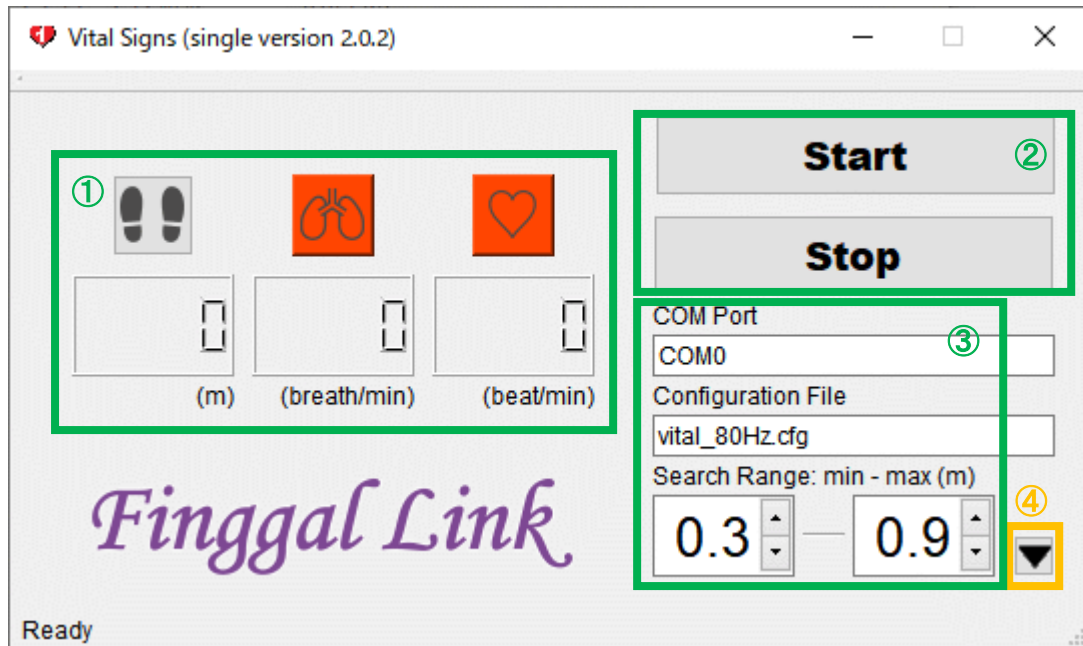 Vital Signs (single version 2.0.2)
①
0
0
0
(m)
(breath/min)
(beat/min)
Finggal Link
Start
②
Stop
COM Port
③
COM0
Configuration File
vital_80Hz.cfg
Search Range: min - max (m)
0.3 — 0.9
④
Ready